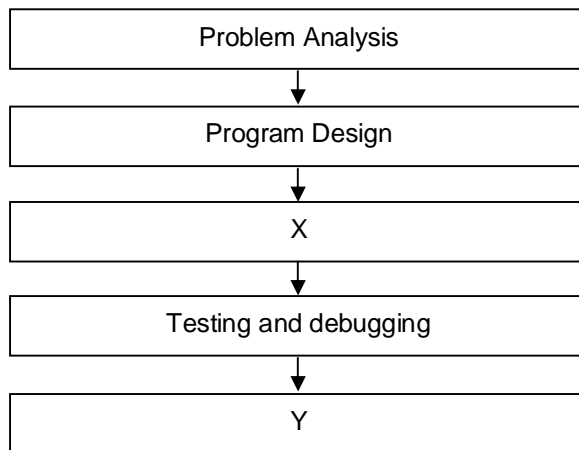 Problem Analysis
Program Design
X
Testing and debugging
Y